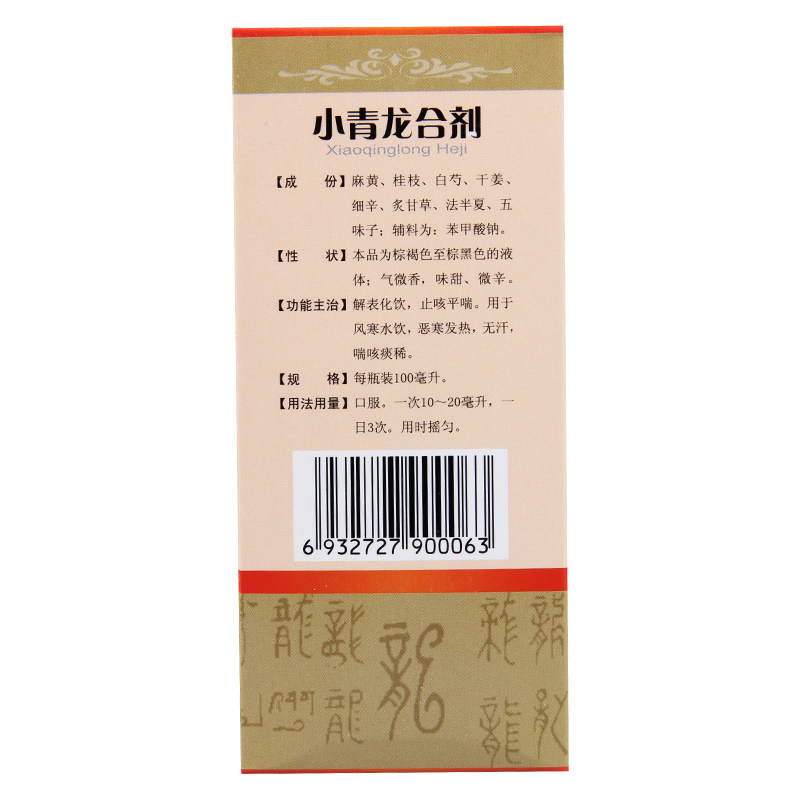 小青龙合剂
Xiaoqinglong Heji
【成 份】麻黄、桂枝、白芍、干姜、
细辛、炙甘草、法半夏、五
味子；辅料为：苯甲酸钠。
【性 状】本品为棕褐色至棕黑色的液
体；气微香，味甜、微辛。
【功能主治】解表化饮，止咳平喘。用于
风寒水饮，恶寒发热，无汗，
喘咳痰稀。
【规 格】每瓶装100毫升。
【用法用量】口服。一次10～20毫升，一
日3次。用时摇匀。
6 932727 900063
龍